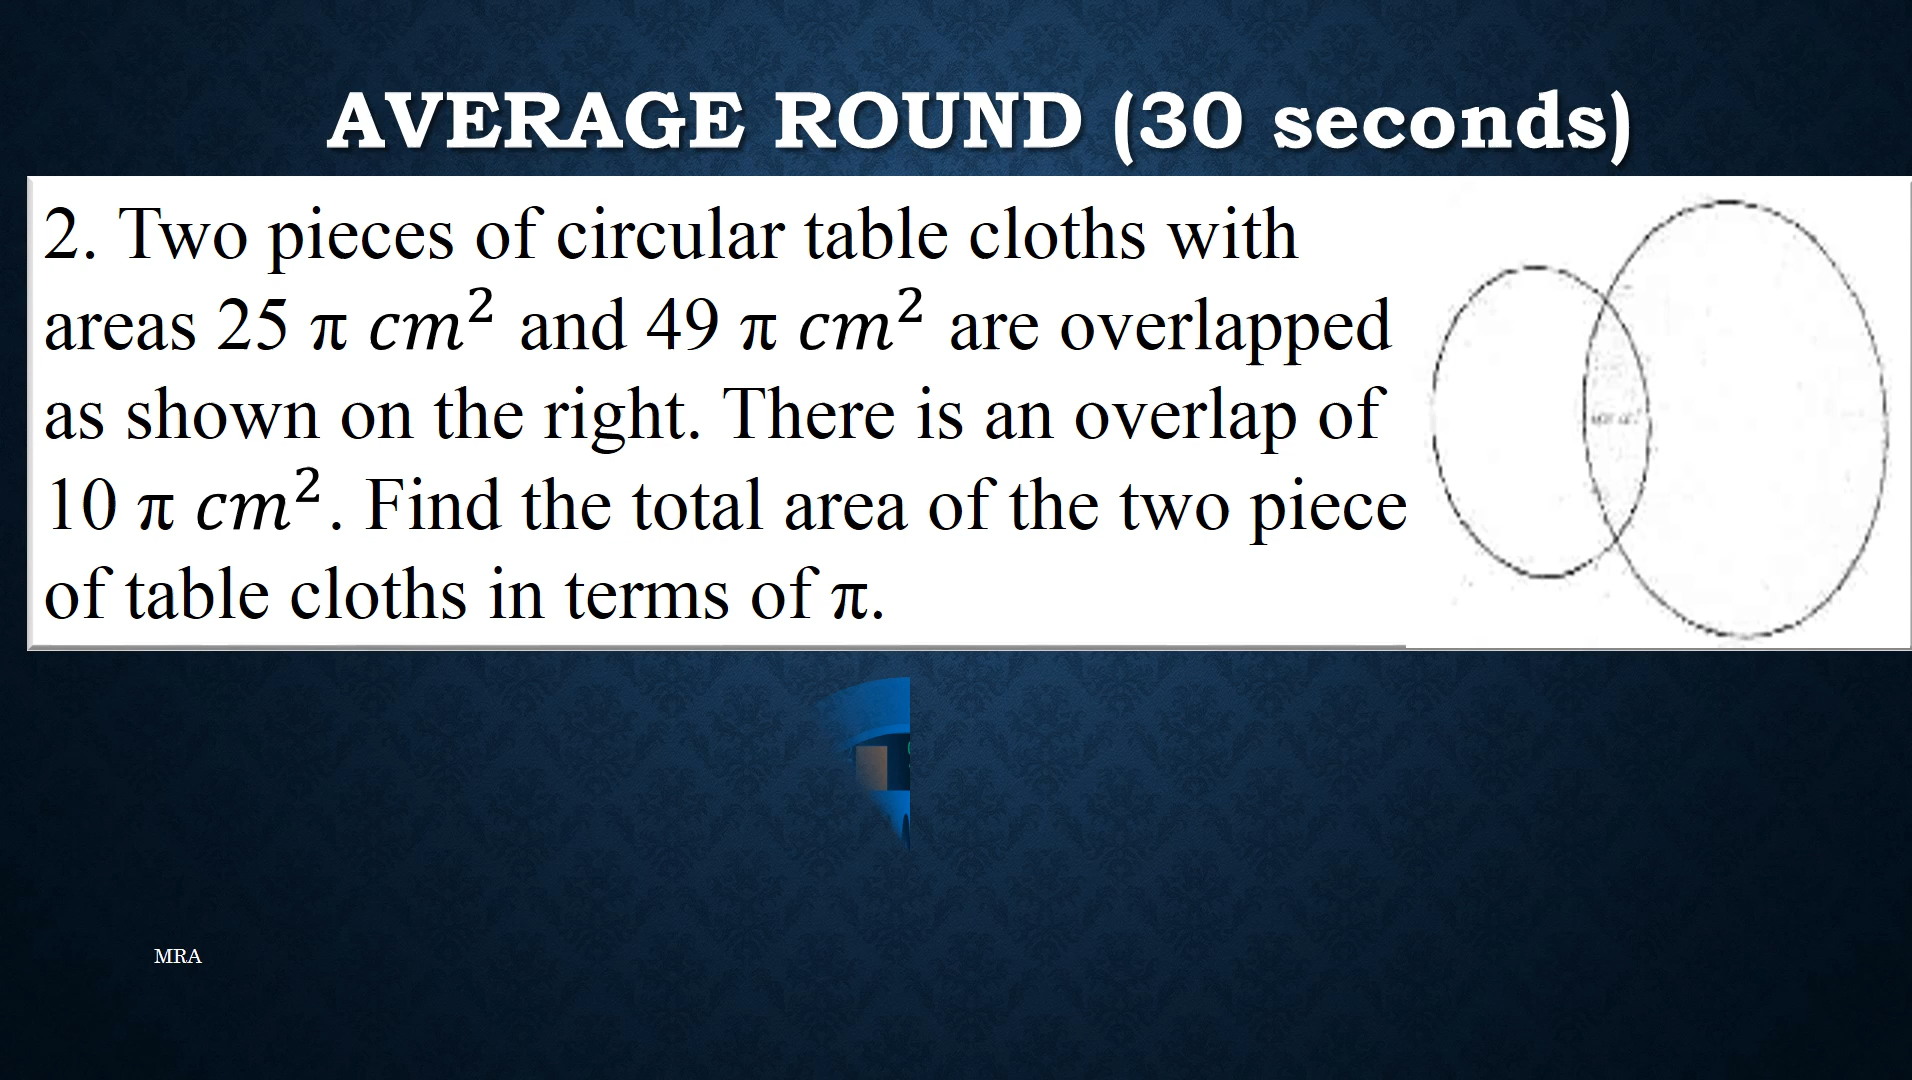 AVERAGE ROUND (30 seconds)
2. Two pieces of circular table cloths with
areas 25 π cm² and 49 π cm² are overlapped
as shown on the right. There is an overlap of
10 π cm². Find the total area of the two piece
of table cloths in terms of π.
MRA